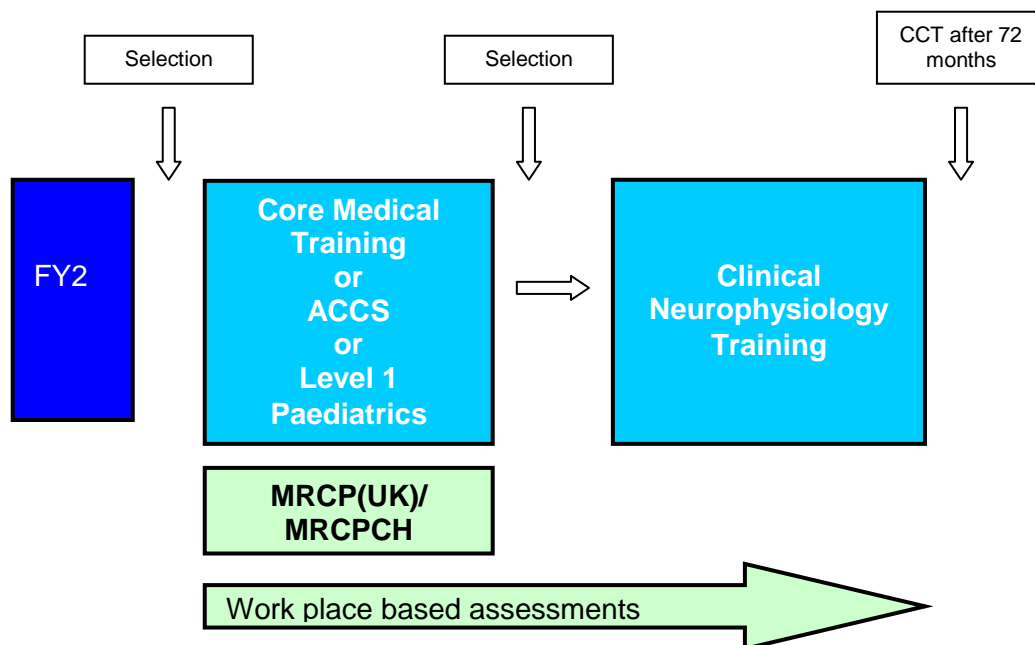 Selection
Selection
CCT after 72
months
FY2
Core Medical
Training
or
ACCS
or
Level 1
Paediatrics
Clinical
Neurophysiology
Training
MRCP(UK)/
MRCPCH
Work place based assessments